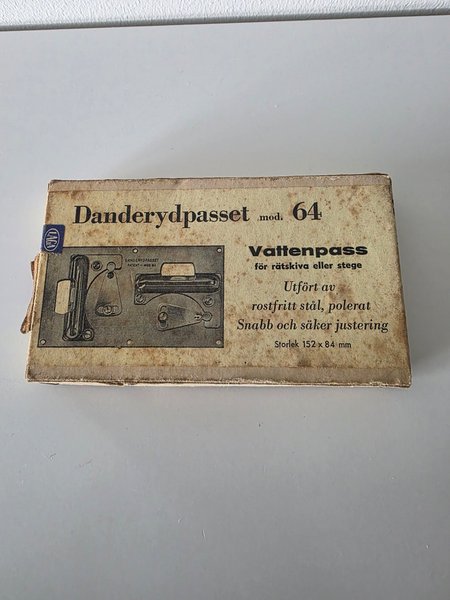 Danderydpasset mod. 64
Vattenpass
för rätskiva eller stege
Utfört av
rostfritt stål, polerat
Snabb och säker justering
Storlek 152 x 84 mm
DANDERYDPASSET